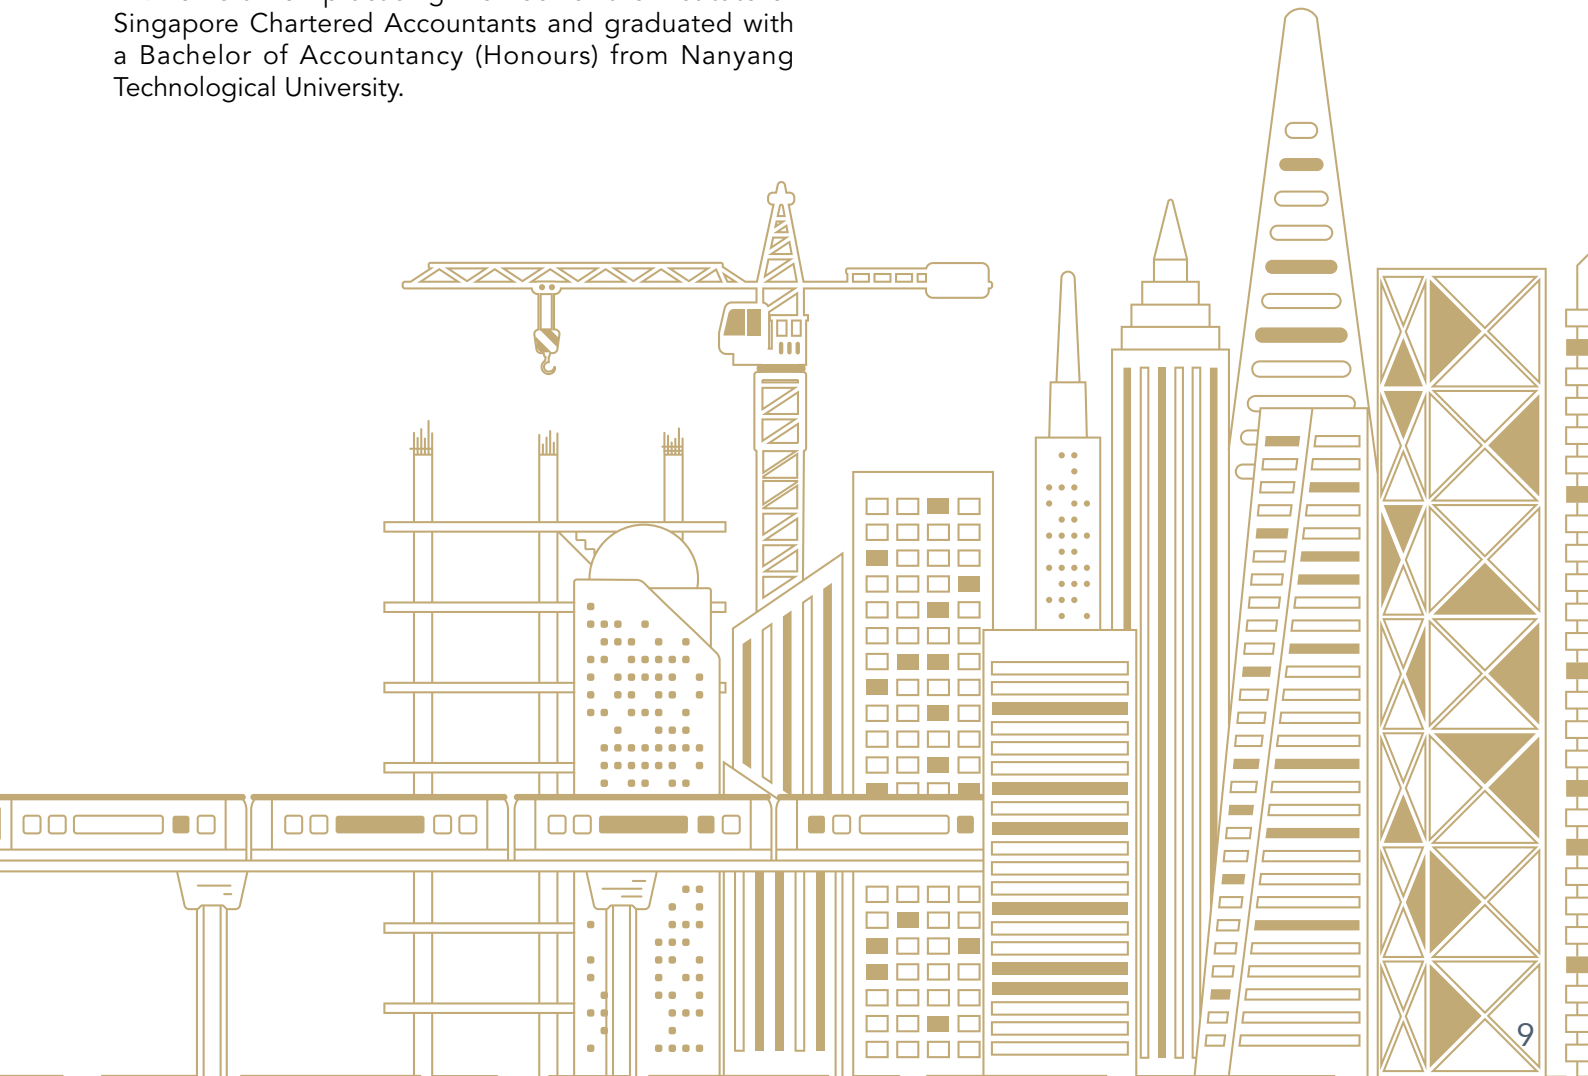 Singapore Chartered Accountants and graduated with
a Bachelor of Accountancy (Honours) from Nanyang
Technological University.
9